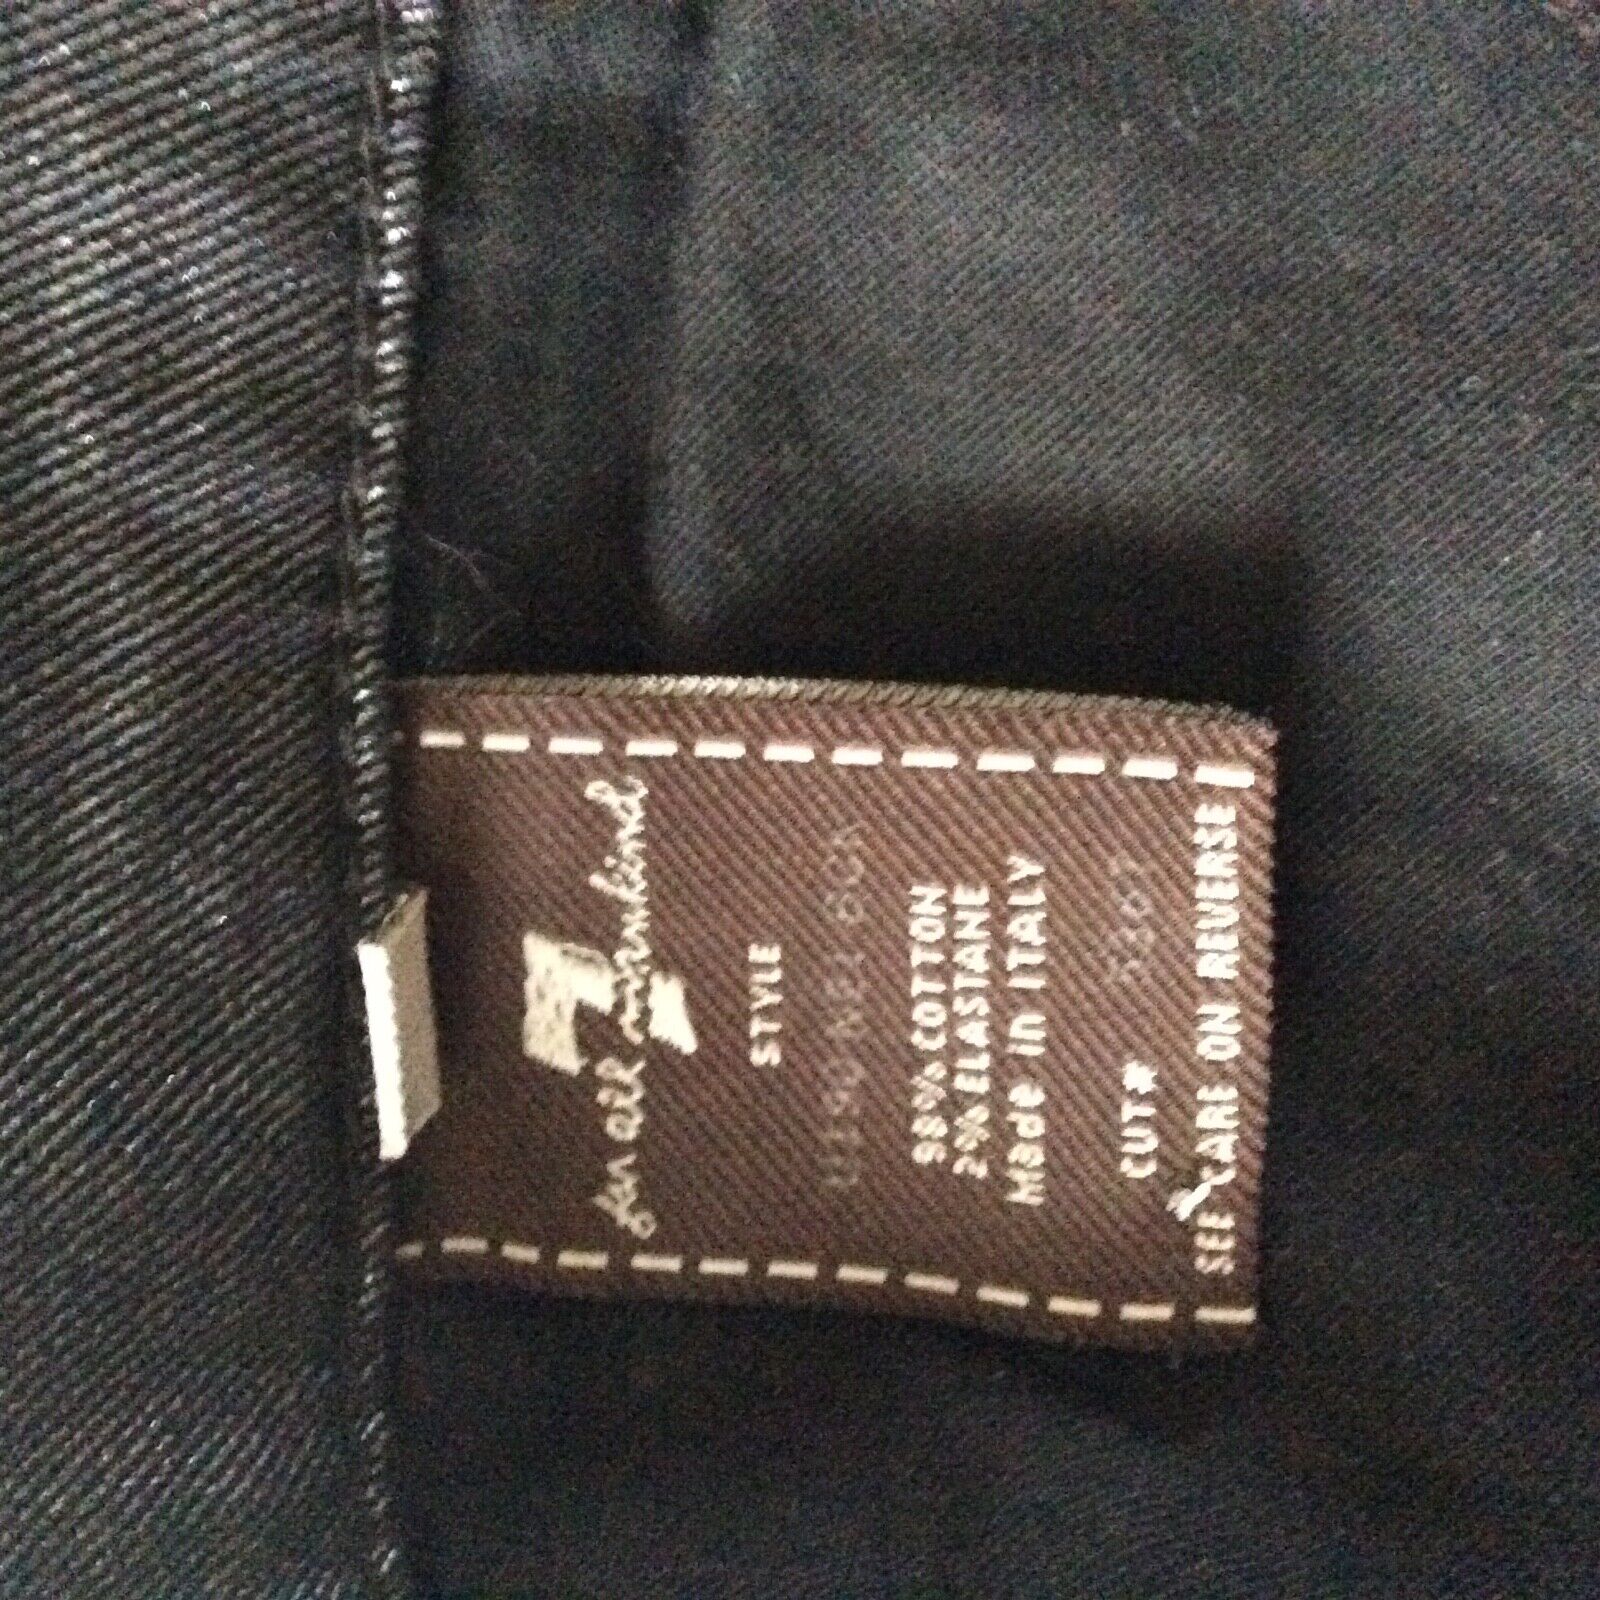 7
for all mankind
STYLE
98% COTTON
2% ELASTANE
Made in ITALY
CUT#
SEE CARE ON REVERSE